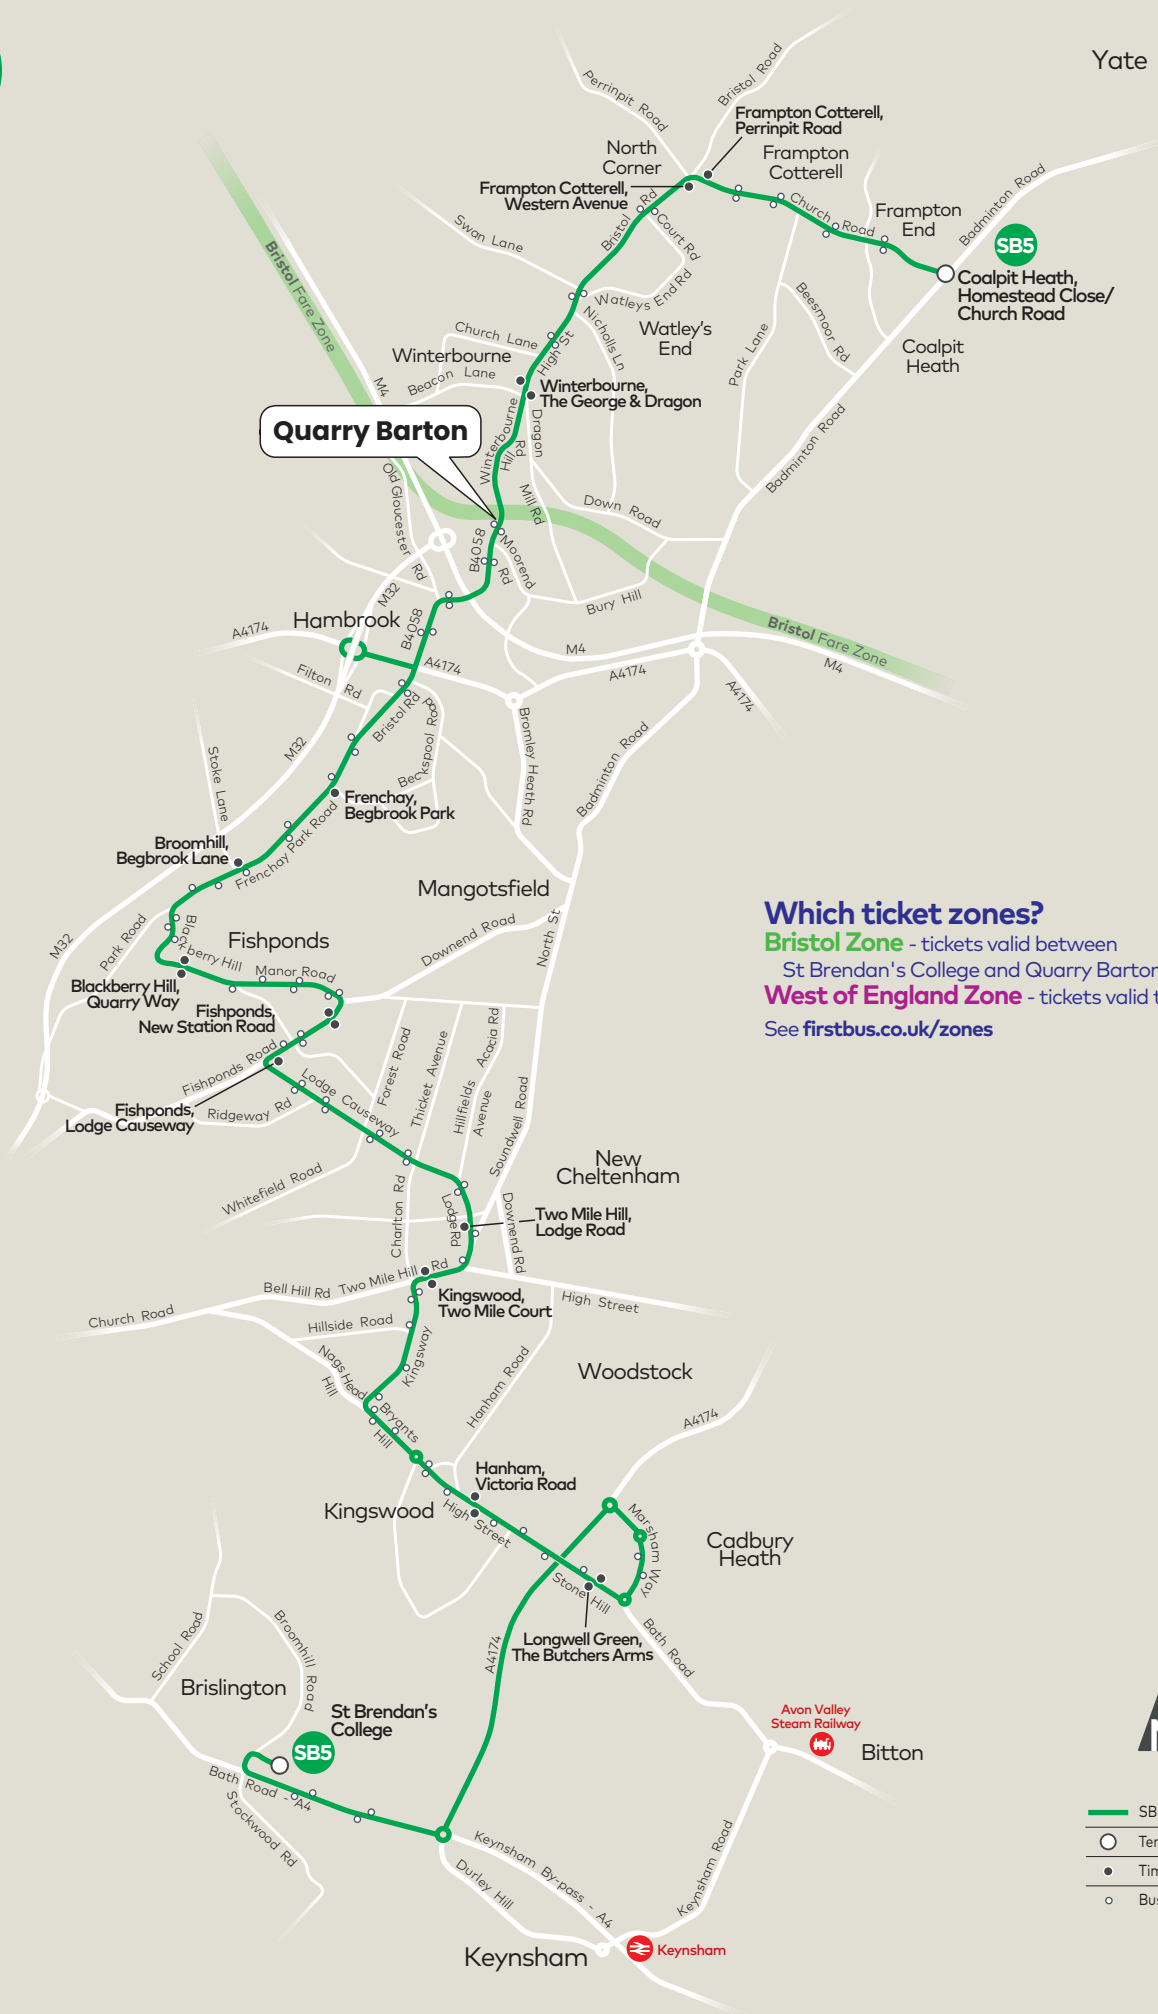 Yate
Perrinpit Road
Bristol Road
Frampton Cotterell,
Perrinpit Road
North
Corner
Frampton
Cotterell
Frampton Cotterell,
Western Avenue
Bristol Rd
Church Road
Frampton
End
Badminton Road
SB5
Coalpit Heath,
Homestead Close/
Church Road
Swan Lane
Court Rd
Watleys End Rd
Bristol Fare Zone
Nicholls Ln
Watley's
End
Beesmoor Rd
Park Lane
Coalpit
Heath
Church Lane
High St
Winterbourne
Beacon Lane
M4
Winterbourne,
The George & Dragon
Quarry Barton
Winterbourne
Hill
Dragon
Rd
Badminton Road
Old Gloucester Rd
Mill Rd
Down Road
B4058
Moorend
Rd
M32
Bury Hill
Hambrook
A4174
B4058
A4174
M4
A4174
Bristol Fare Zone
M4
A4174
Filton Rd
Bristol Rd
Beckspool Road
Bromley Heath Rd
Badminton Road
M32
Stoke Lane
Frenchay,
Begbrook Park
Frenchay Park Road
Broomhill,
Begbrook Lane
Mangotsfield
Which ticket zones?
Bristol Zone - tickets valid between
St Brendan's College and Quarry Barton
West of England Zone - tickets valid t
See firstbus.co.uk/zones
M32
Park Road
Blackberry Hill
Fishponds
Downend Road
North St
Manor Road
Blackberry Hill,
Quarry Way
Fishponds,
New Station Road
Fishponds Road
Forest Road
Thicket Avenue
Hillfields
Avenue
Acacia Rd
Soundwell Road
Lodge Causeway
Ridgeway Rd
Fishponds,
Lodge Causeway
Whitefield Road
New
Cheltenham
Charlton Rd
Lodge Rd
Downend Rd
Two Mile Hill,
Lodge Road
Bell Hill Rd
Two Mile Hill Rd
Kingswood,
Two Mile Court
High Street
Church Road
Hillside Road
Kingsway
Nags Head
Hill
Bryants
Hill
Hanham Road
Woodstock
A4174
Hanham,
Victoria Road
Kingswood
High Street
Marsham Way
Cadbury
Heath
Stone Hill
Longwell Green,
The Butchers Arms
Bath Road
A4174
School Road
Broomhill Road
Brislington
St Brendan's
College
SB5
Avon Valley
Steam Railway
Bitton
Bath Road - A4
Stockwood Rd
Keynsham By-pass - A4
Durley Hill
Keynsham Road
Keynsham
Keynsham
SB
Ter
Tim
Bus